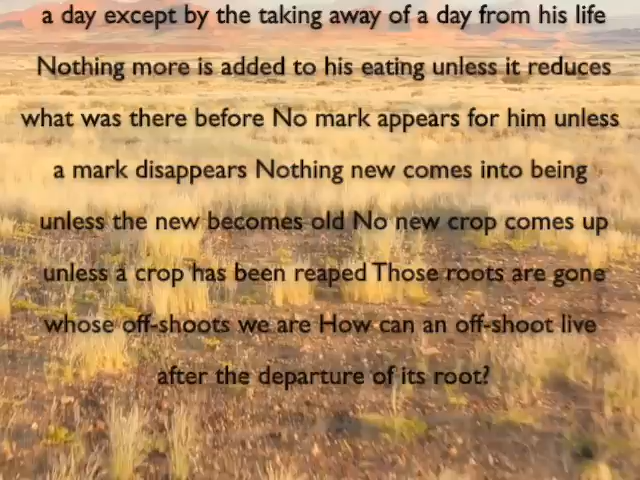 a day except by the taking away of a day from his life
Nothing more is added to his eating unless it reduces
what was there before No mark appears for him unless
a mark disappears Nothing new comes into being
unless the new becomes old No new crop comes up
unless a crop has been reaped Those roots are gone
whose off-shoots we are How can an off-shoot live
after the departure of its root?